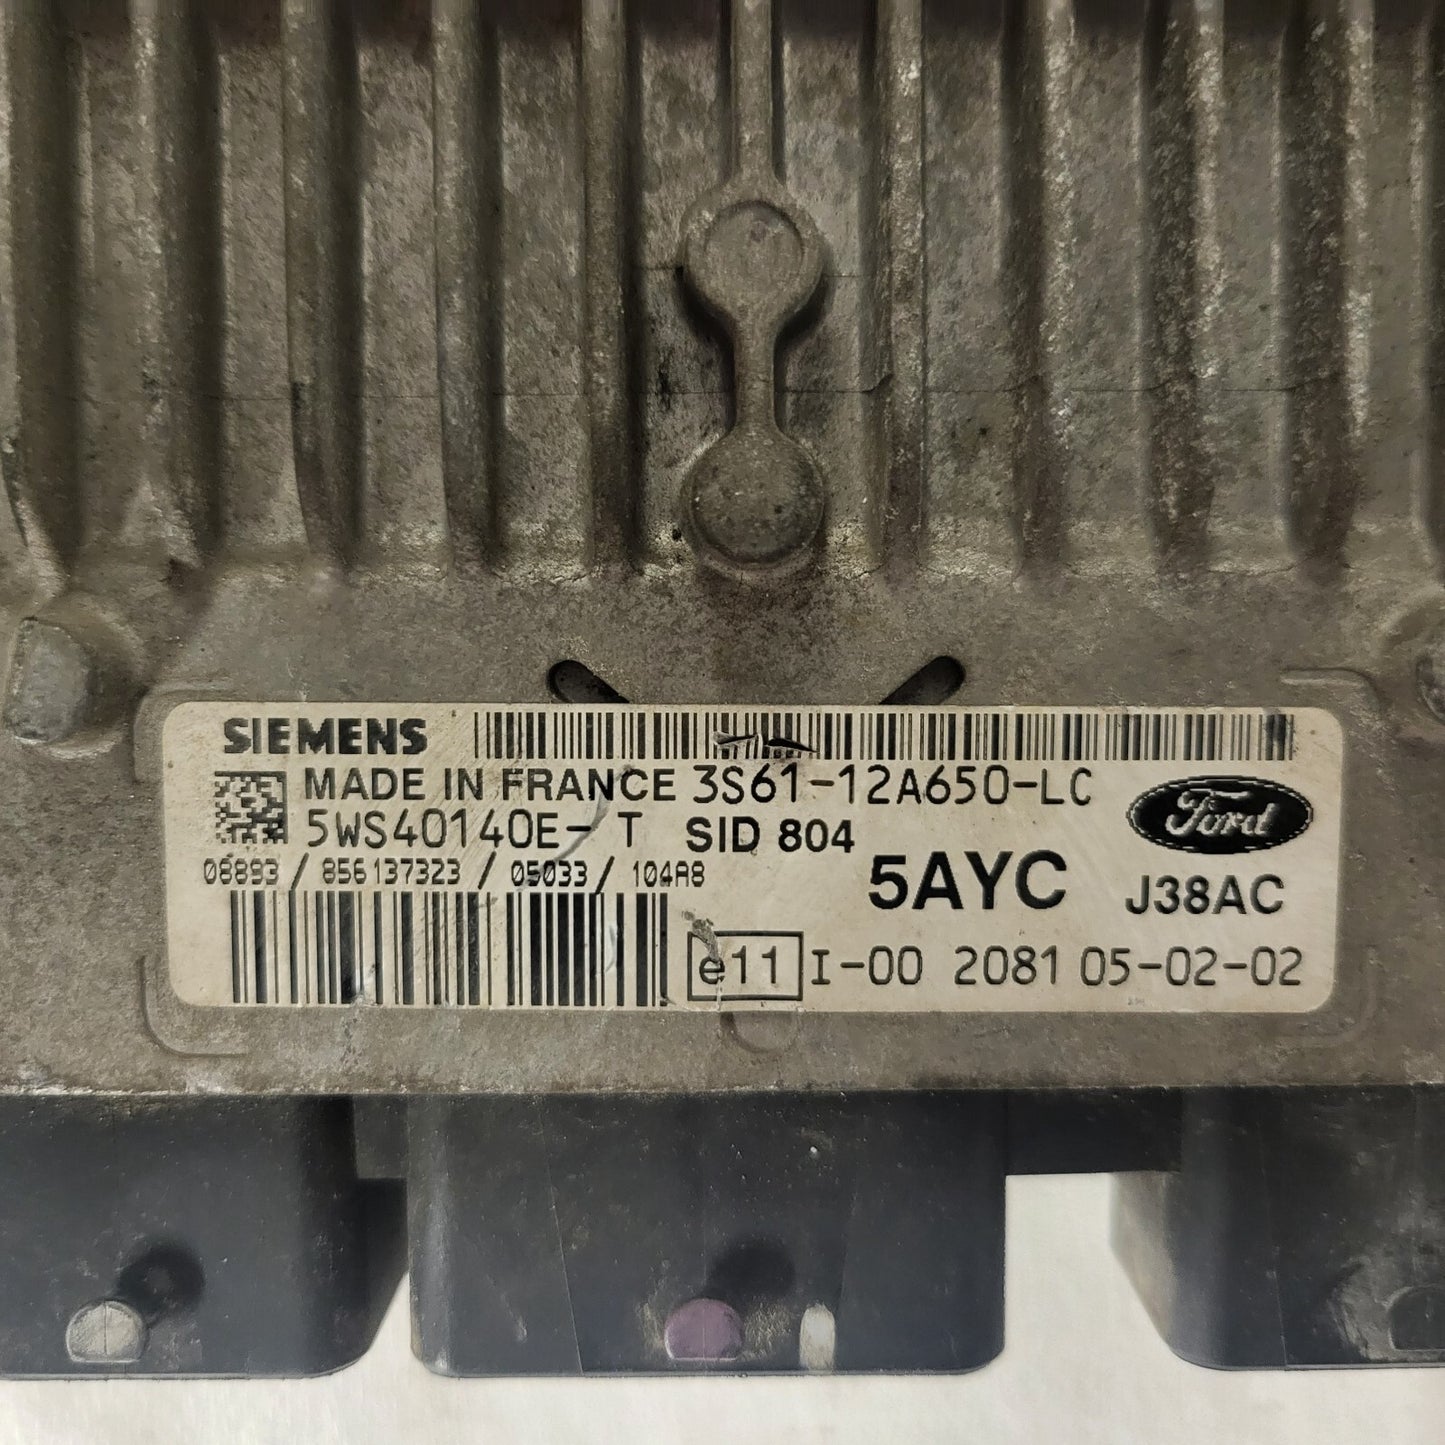 SIEMENS
MADE IN FRANCE 3S61-12A650-LC
Ford
5WS40140E-T SID 804
08893/856137323/05033/104A8
5AYC J38AC
e11 I-00 2081 05-02-02